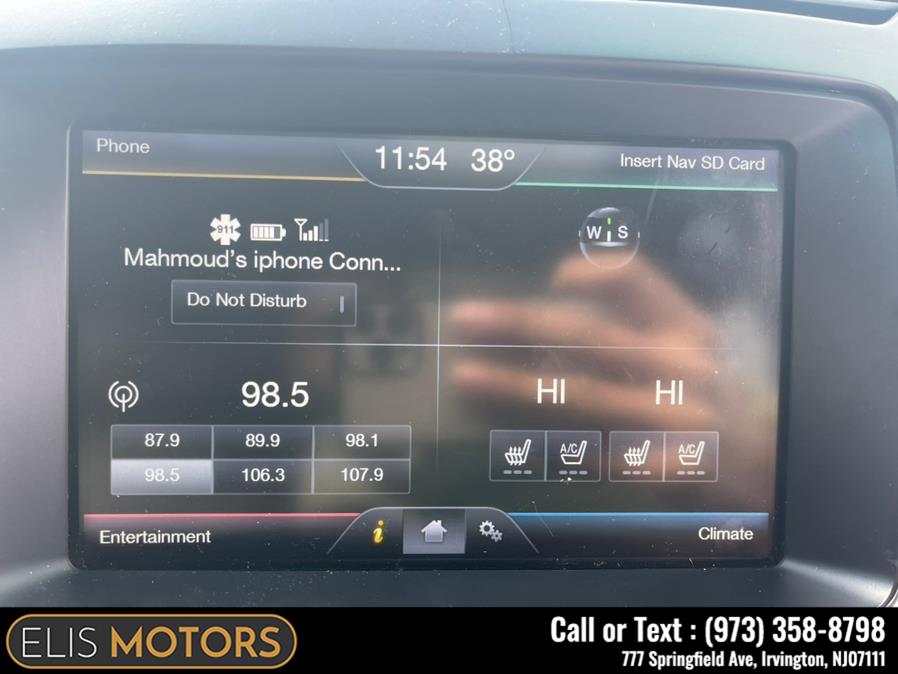 Phone
11:54 38°
Insert Nav SD Card
911
Mahmoud's iphone Conn...
Do Not Disturb
W S
98.5
HI HI
87.9 89.9 98.1
98.5 106.3 107.9
A/C A/C
Entertainment
i
Climate
ELIS MOTORS
Call or Text : (973) 358-8798
777 Springfield Ave, Irvington, NJ07111